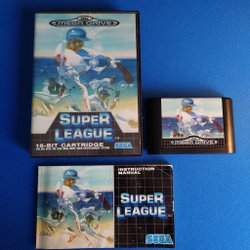 MEGA DRIVE
SUPER
LEAGUE
16-BIT CARTRIDGE
SEGA
MEGA DRIVE
INSTRUCTION
MANUAL
SUPER
LEAGUE
SEGA